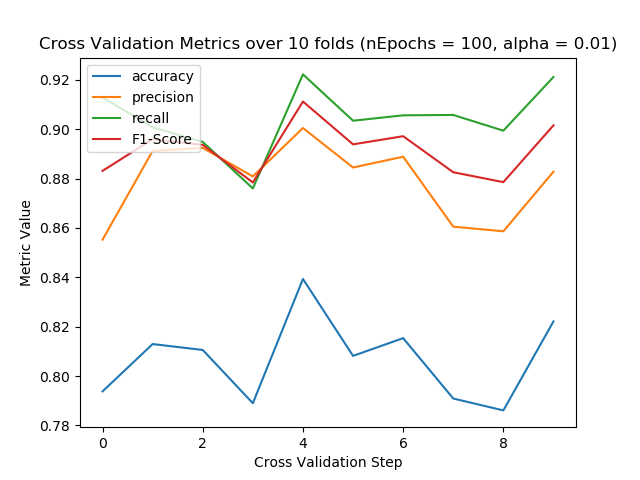 Cross Validation Metrics over 10 folds (nEpochs = 100, alpha = 0.01)
accuracy
precision
recall
F1-Score
0.92
0.90
0.88
0.86
0.84
0.82
0.80
0.78
Metric Value
0 2 4 6 8
Cross Validation Step